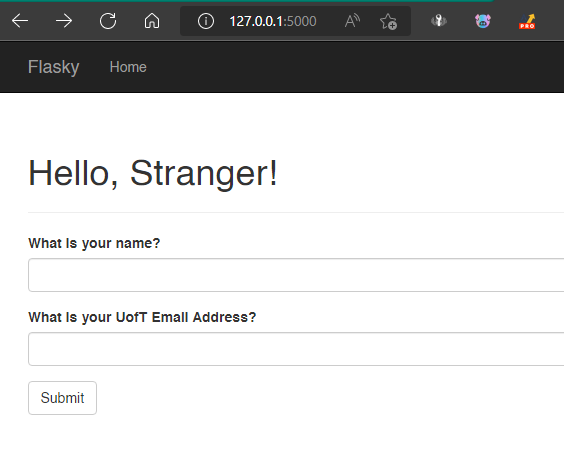 127.0.0.1:5000
PRO
Flasky Home
Hello, Stranger!
What is your name?
What is your UofT Email Address?
Submit